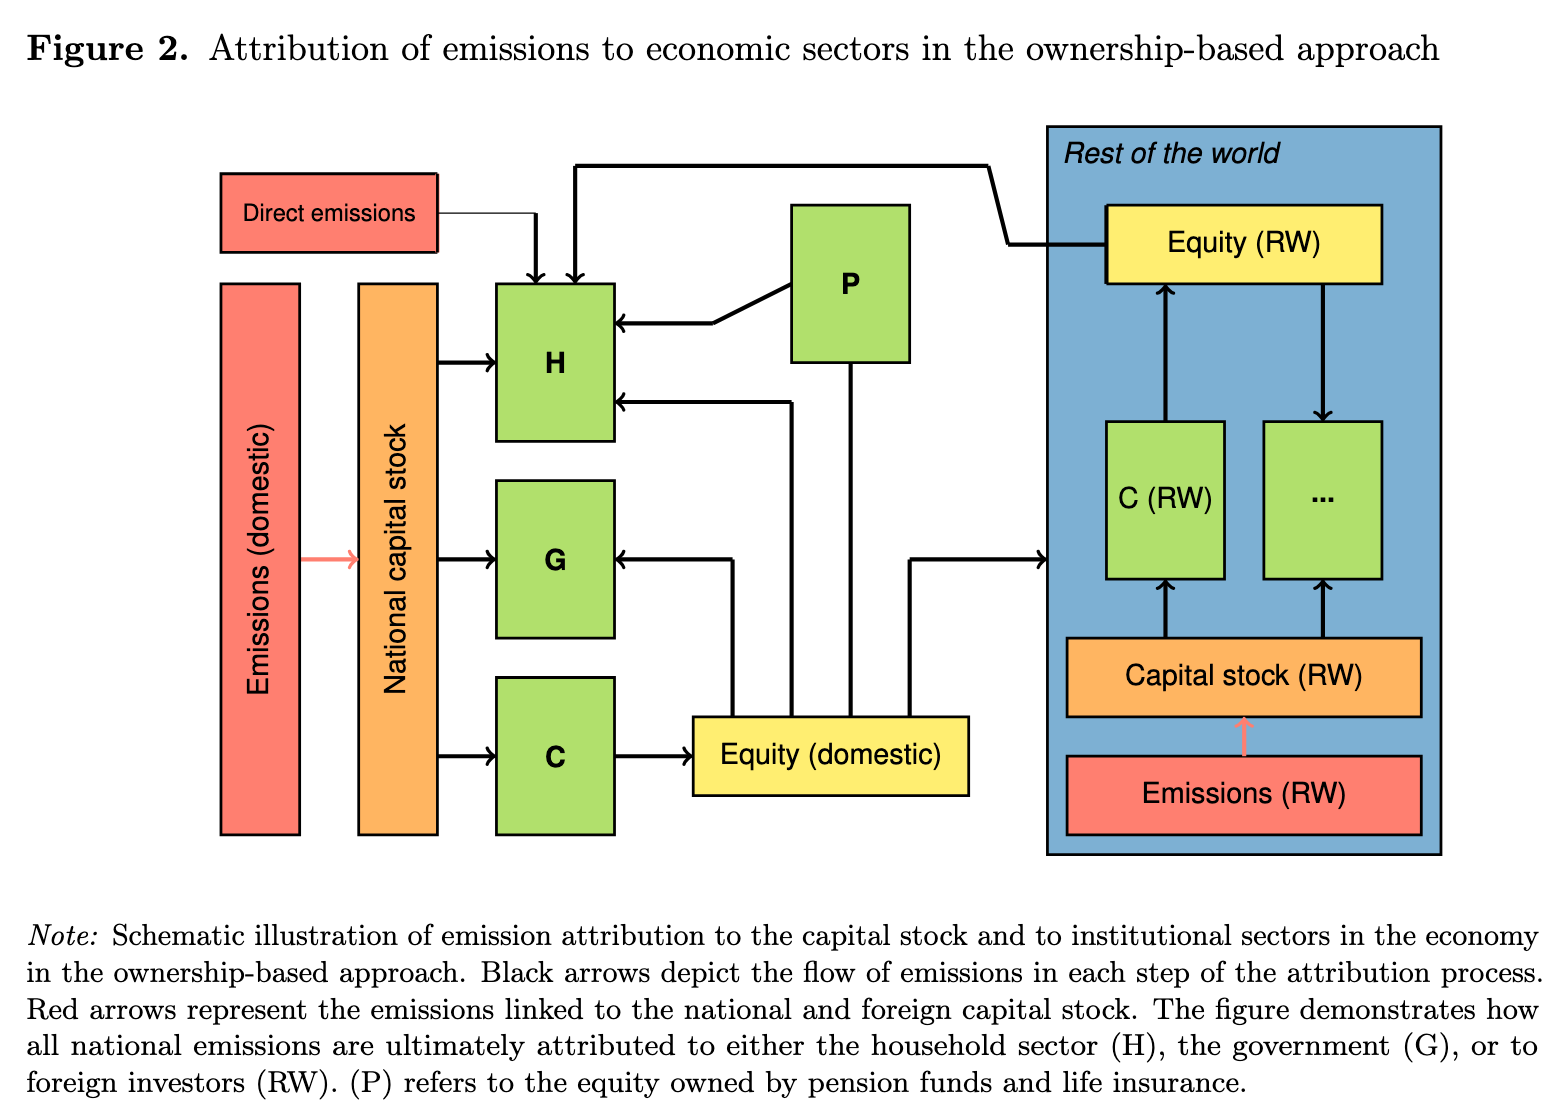 Figure 2. Attribution of emissions to economic sectors in the ownership-based approach
Rest of the world
Direct emissions
Equity (RW)
P
H
Emissions (domestic)
National capital stock
C (RW)
...
G
Capital stock (RW)
C
Equity (domestic)
Emissions (RW)
Note: Schematic illustration of emission attribution to the capital stock and to institutional sectors in the economy
in the ownership-based approach. Black arrows depict the flow of emissions in each step of the attribution process.
Red arrows represent the emissions linked to the national and foreign capital stock. The figure demonstrates how
all national emissions are ultimately attributed to either the household sector (H), the government (G), or to
foreign investors (RW). (P) refers to the equity owned by pension funds and life insurance.